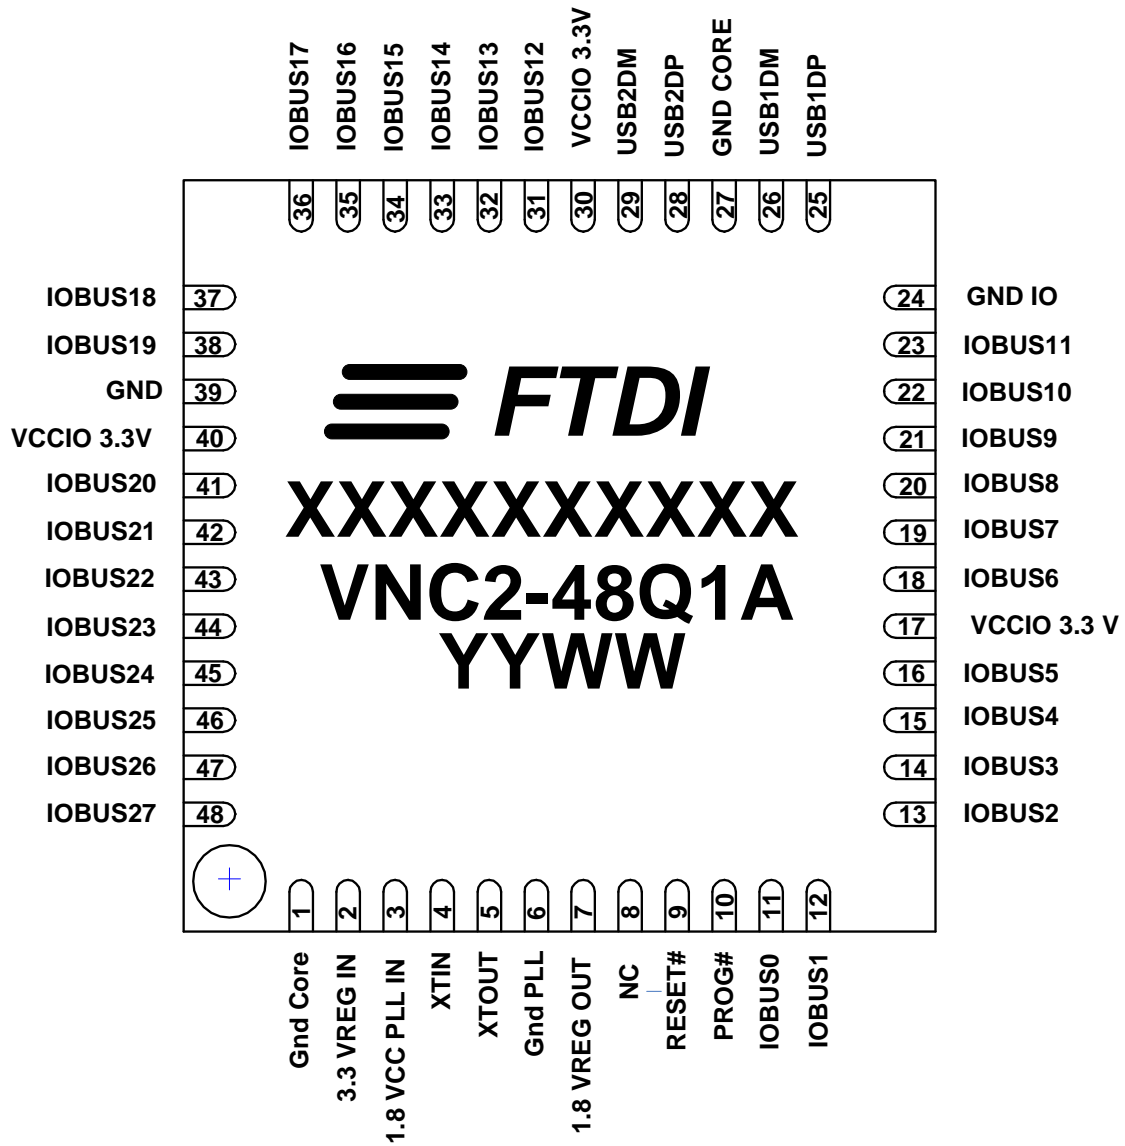 IOBUS17
IOBUS16
IOBUS15
IOBUS14
IOBUS13
IOBUS12
VCCIO 3.3V
USB2DM
USB2DP
GND CORE
USB1DM
USB1DP
36
35
34
33
32
31
30
29
28
27
26
25
IOBUS18 37
IOBUS19 38
GND 39
VCCIO 3.3V 40
IOBUS20 41
IOBUS21 42
IOBUS22 43
IOBUS23 44
IOBUS24 45
IOBUS25 46
IOBUS26 47
IOBUS27 48
FTDI
XXXXXXXXXX
VNC2-48Q1A
YYWW
24 GND IO
23 IOBUS11
22 IOBUS10
21 IOBUS9
20 IOBUS8
19 IOBUS7
18 IOBUS6
17 VCCIO 3.3 V
16 IOBUS5
15 IOBUS4
14 IOBUS3
13 IOBUS2
1
2
3
4
5
6
7
8
9
10
11
12
Gnd Core
3.3 VREG IN
1.8 VCC PLL IN
XTIN
XTOUT
Gnd PLL
1.8 VREG OUT
NC
RESET#
PROG#
IOBUS0
IOBUS1